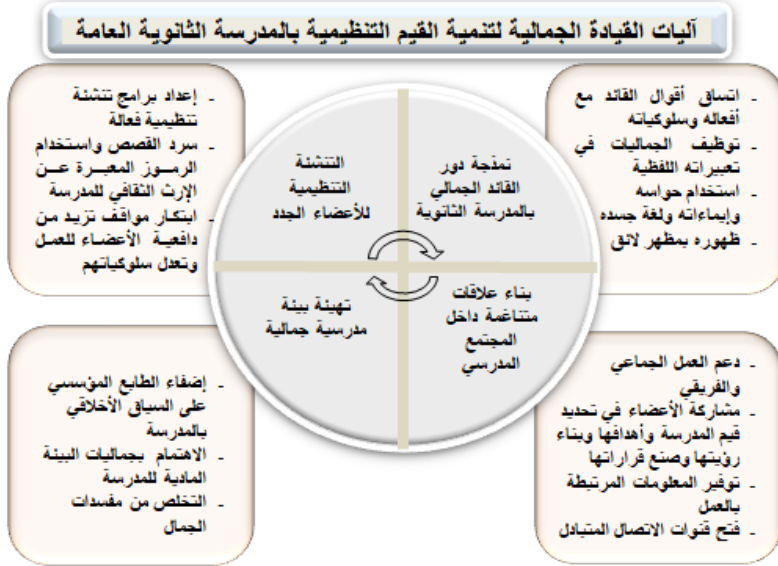 آليات القيادة الجمالية لتنمية القيم التنظيمية بالمدرسة الثانوية العامة
- اتساق أقوال القائد مع
أفعاله وسلوكياته
- توظيف الجماليات في
تعبيراته اللفظية
- استخدام حواسه
وإيماءاته ولغة جسده
- ظهوره بمظهر لائق
نمذجة دور
القائد الجمالي
بالمدرسة الثانوية
التنشئة
التنظيمية
للأعضاء الجدد
- إعداد برامج تنشئة
تنظيمية فعالة
- سرد القصص واستخدام
الرموز المعبرة عن
الإرث الثقافي للمدرسة
- ابتكار مواقف تزيد من
دافعية الأعضاء للعمل
وتعدل سلوكياتهم
- دعم العمل الجماعي
والفريقي
- مشاركة الأعضاء في تحديد
قيم المدرسة وأهدافها وبناء
رؤيتها وصنع قراراتها
- توفير المعلومات المرتبطة
بالعمل
- فتح قنوات الاتصال المتبادل
بناء علاقات
متناغمة داخل
المجتمع
المدرسي
تهيئة بيئة
مدرسية جمالية
- إضفاء الطابع المؤسسي
على السياق الأخلاقي
بالمدرسة
- الاهتمام بجماليات البيئة
المادية للمدرسة
- التخلص من مفسدات
الجمال